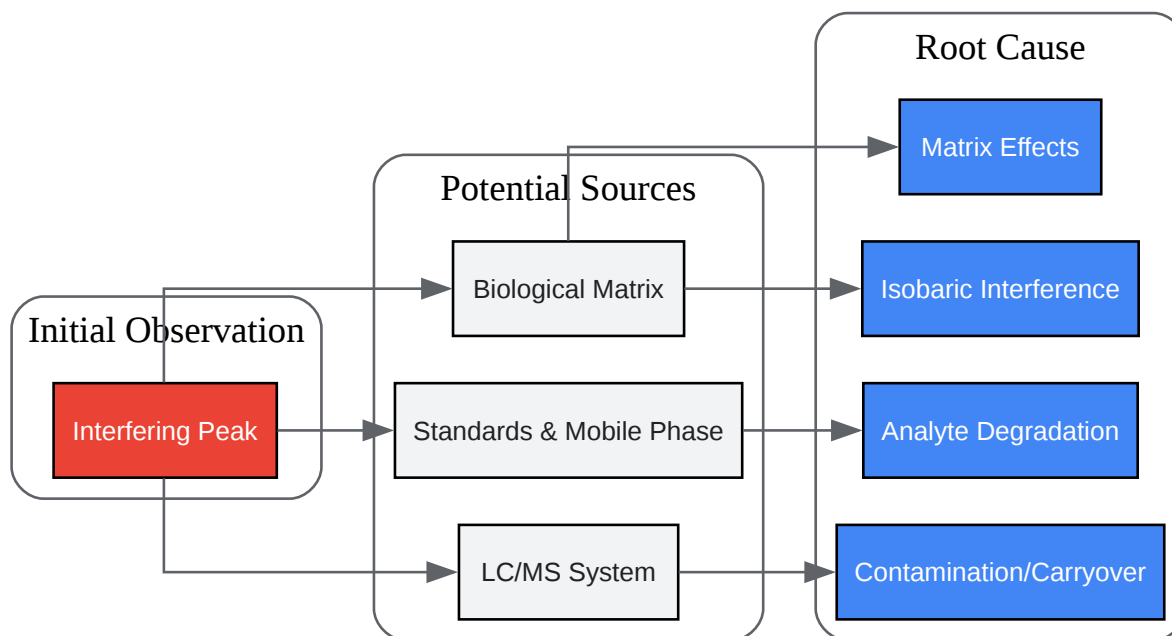 Initial Observation
Interfering Peak
Potential Sources
Biological Matrix
Standards & Mobile Phase
LC/MS System
Root Cause
Matrix Effects
Isobaric Interference
Analyte Degradation
Contamination/Carryover